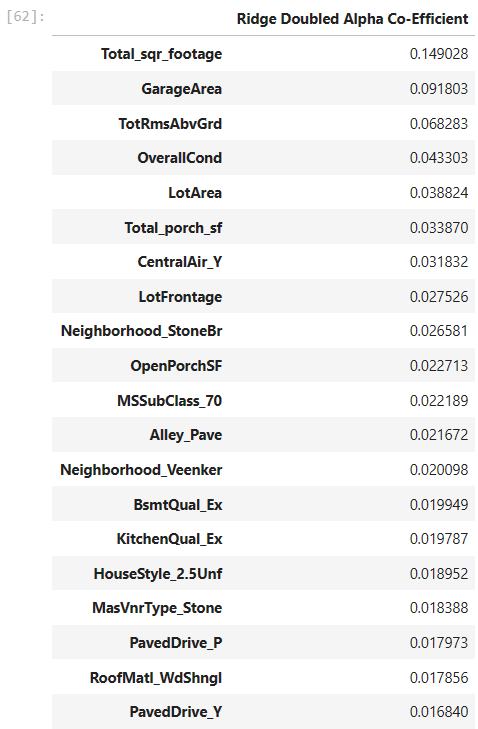 [62]:
Ridge Doubled Alpha Co-Efficient
Total_sqr_footage 0.149028
GarageArea 0.091803
TotRmsAbvGrd 0.068283
OverallCond 0.043303
LotArea 0.038824
Total_porch_sf 0.033870
CentralAir_Y 0.031832
LotFrontage 0.027526
Neighborhood_StoneBr 0.026581
OpenPorchSF 0.022713
MSSubClass_70 0.022189
Alley_Pave 0.021672
Neighborhood_Veenker 0.020098
BsmtQual_Ex 0.019949
KitchenQual_Ex 0.019787
HouseStyle_2.5Unf 0.018952
MasVnrType_Stone 0.018388
PavedDrive_P 0.017973
RoofMatl_WdShngl 0.017856
PavedDrive_Y 0.016840